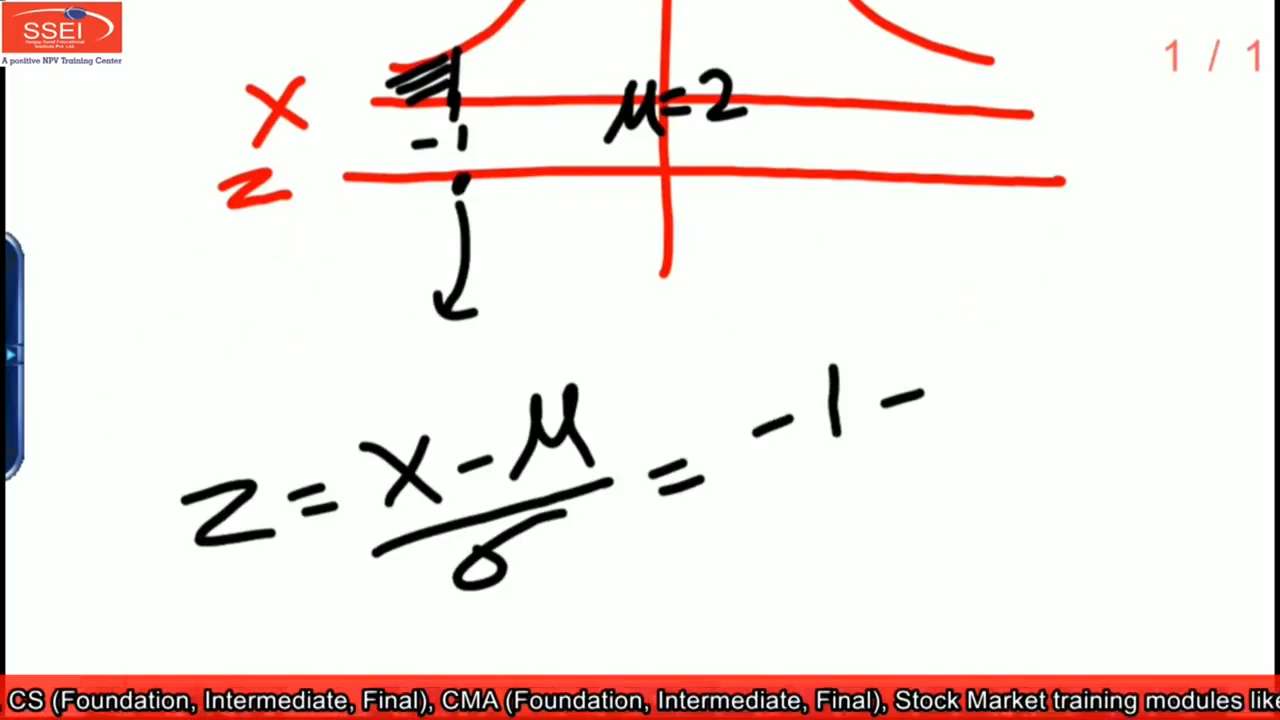 SSEI
A positive NPV Training Center
1 / 1
X
μ=2
-1
Z
Z = X - μ / σ = -1 -
CS (Foundation, Intermediate, Final), CMA (Foundation, Intermediate, Final), Stock Market training modules lik